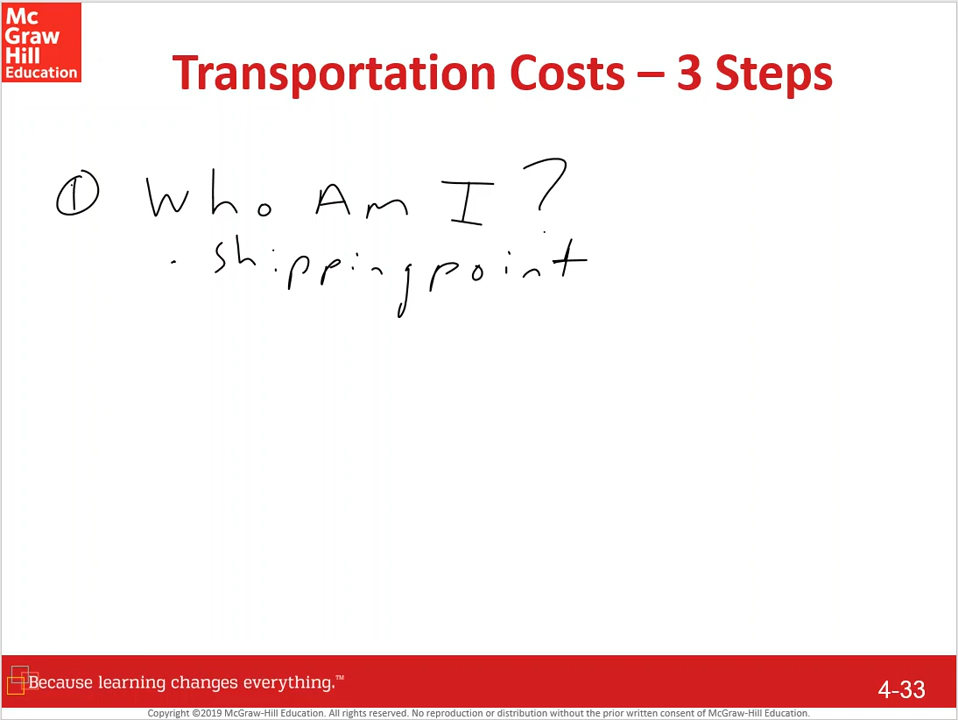 Mc
Graw
Hill
Education
Transportation Costs – 3 Steps
① Who Am I?
· shipping point
Because learning changes everything.™
4-33
Copyright ©2019 McGraw-Hill Education. All rights reserved. No reproduction or distribution without the prior written consent of McGraw-Hill Education.